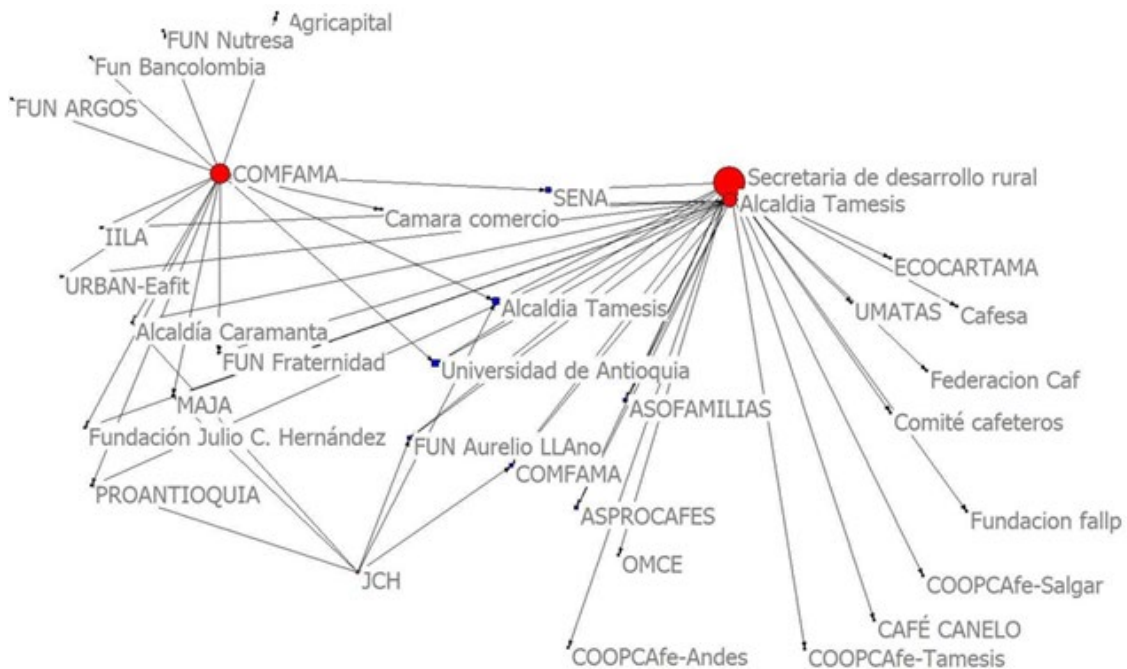 Agricapital
FUN Nutresa
Fun Bancolombia
FUN ARGOS
COMFAMA
Secretaria de desarrollo rural
SENA
Alcaldia Tamesis
Camara comercio
IILA
ECOCARTAMA
URBAN-Eafit
Alcaldia Tamesis
UMATAS
Cafesa
Alcaldía Caramanta
FUN Fraternidad
Universidad de Antioquia
Federacion Caf
MAJA
ASOFAMILIAS
Comité cafeteros
Fundación Julio C. Hernández
FUN Aurelio LLAno
COMFAMA
PROANTIOQUIA
ASPROCAFES
Fundacion fallp
OMCE
JCH
COOPCAfe-Salgar
CAFÉ CANELO
COOPCAfe-Andes
COOPCAfe-Tamesis